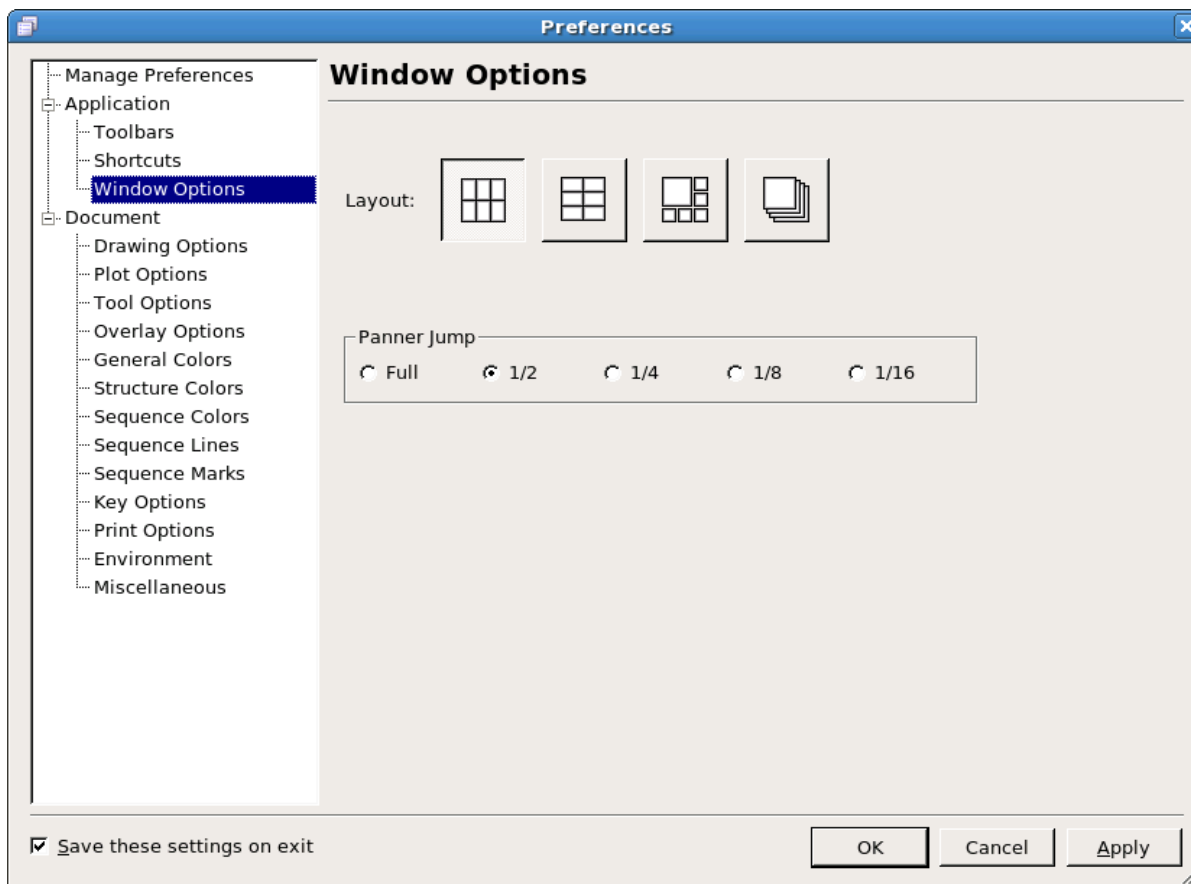 Preferences
Manage Preferences
Application
Toolbars
Shortcuts
Window Options
Document
Drawing Options
Plot Options
Tool Options
Overlay Options
General Colors
Structure Colors
Sequence Colors
Sequence Lines
Sequence Marks
Key Options
Print Options
Environment
Miscellaneous
Window Options
Layout:
Panner Jump
Full 1/2 1/4 1/8 1/16
Save these settings on exit
OK Cancel Apply